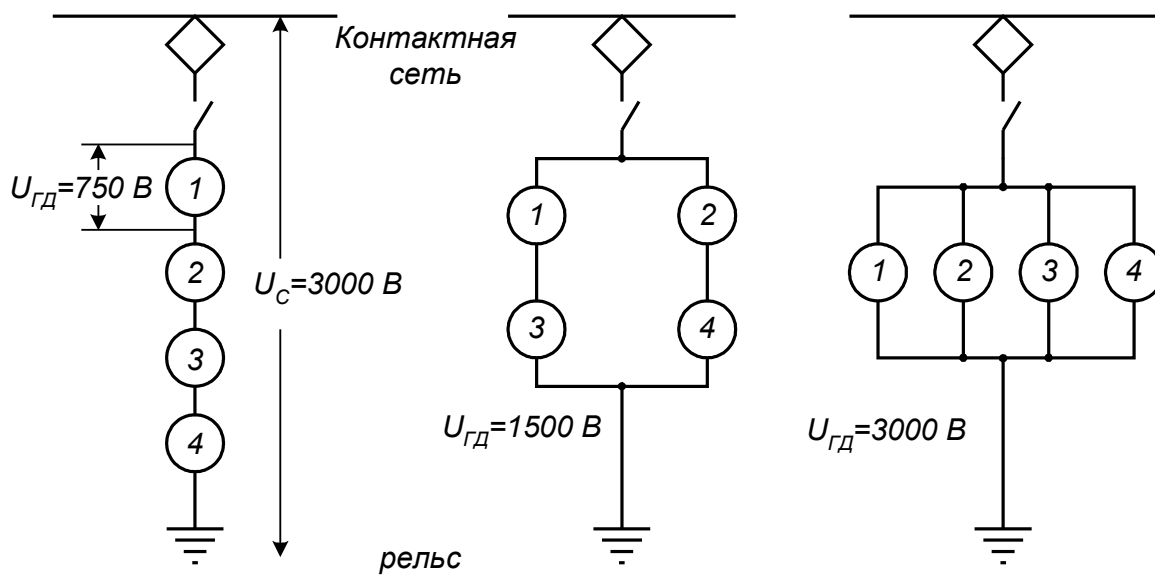 Контактная
сеть
U_ГД=750 В
1
2
3
4
U_С=3000 В
1
2
3
4
U_ГД=1500 В
1
2
3
4
U_ГД=3000 В
рельс